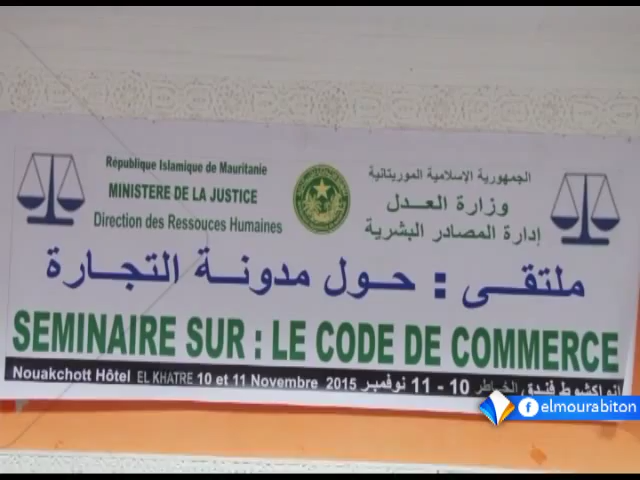 République Islamique de Mauritanie
MINISTERE DE LA JUSTICE
Direction des Ressouces Humaines
الجمهورية الإسلامية الموريتانية
وزارة العدل
إدارة المصادر البشرية
ملتقى : حول مدونة التجارة
SEMINAIRE SUR : LE CODE DE COMMERCE
Nouakchott Hôtel EL KHATRE 10 et 11 Novembre 2015 انواكشوط فندق الخاطر 10 - 11 نوفمبر
elmourabiton